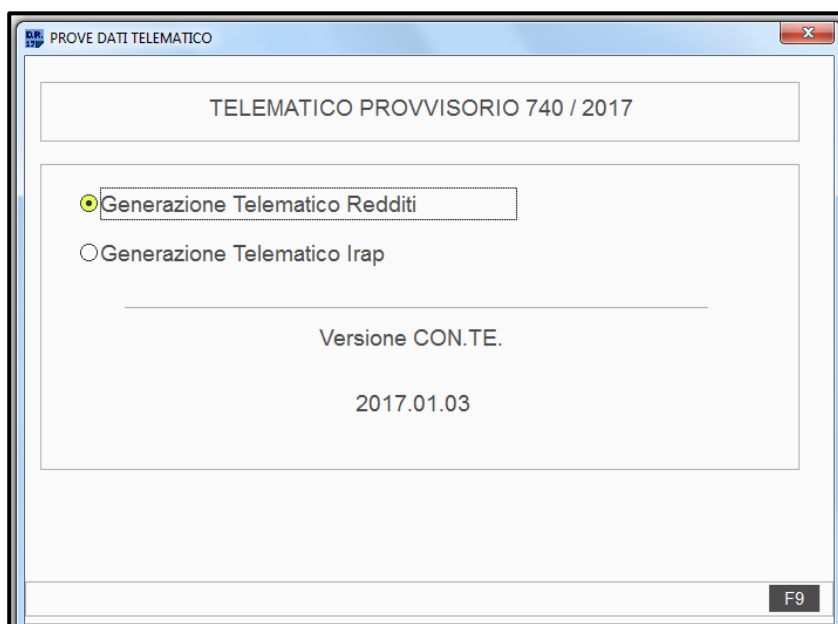 D.R.
17
PROVE DATI TELEMATICO
TELEMATICO PROVVISORIO 740 / 2017
Generazione Telematico Redditi
Generazione Telematico Irap
Versione CON.TE.
2017.01.03
F9